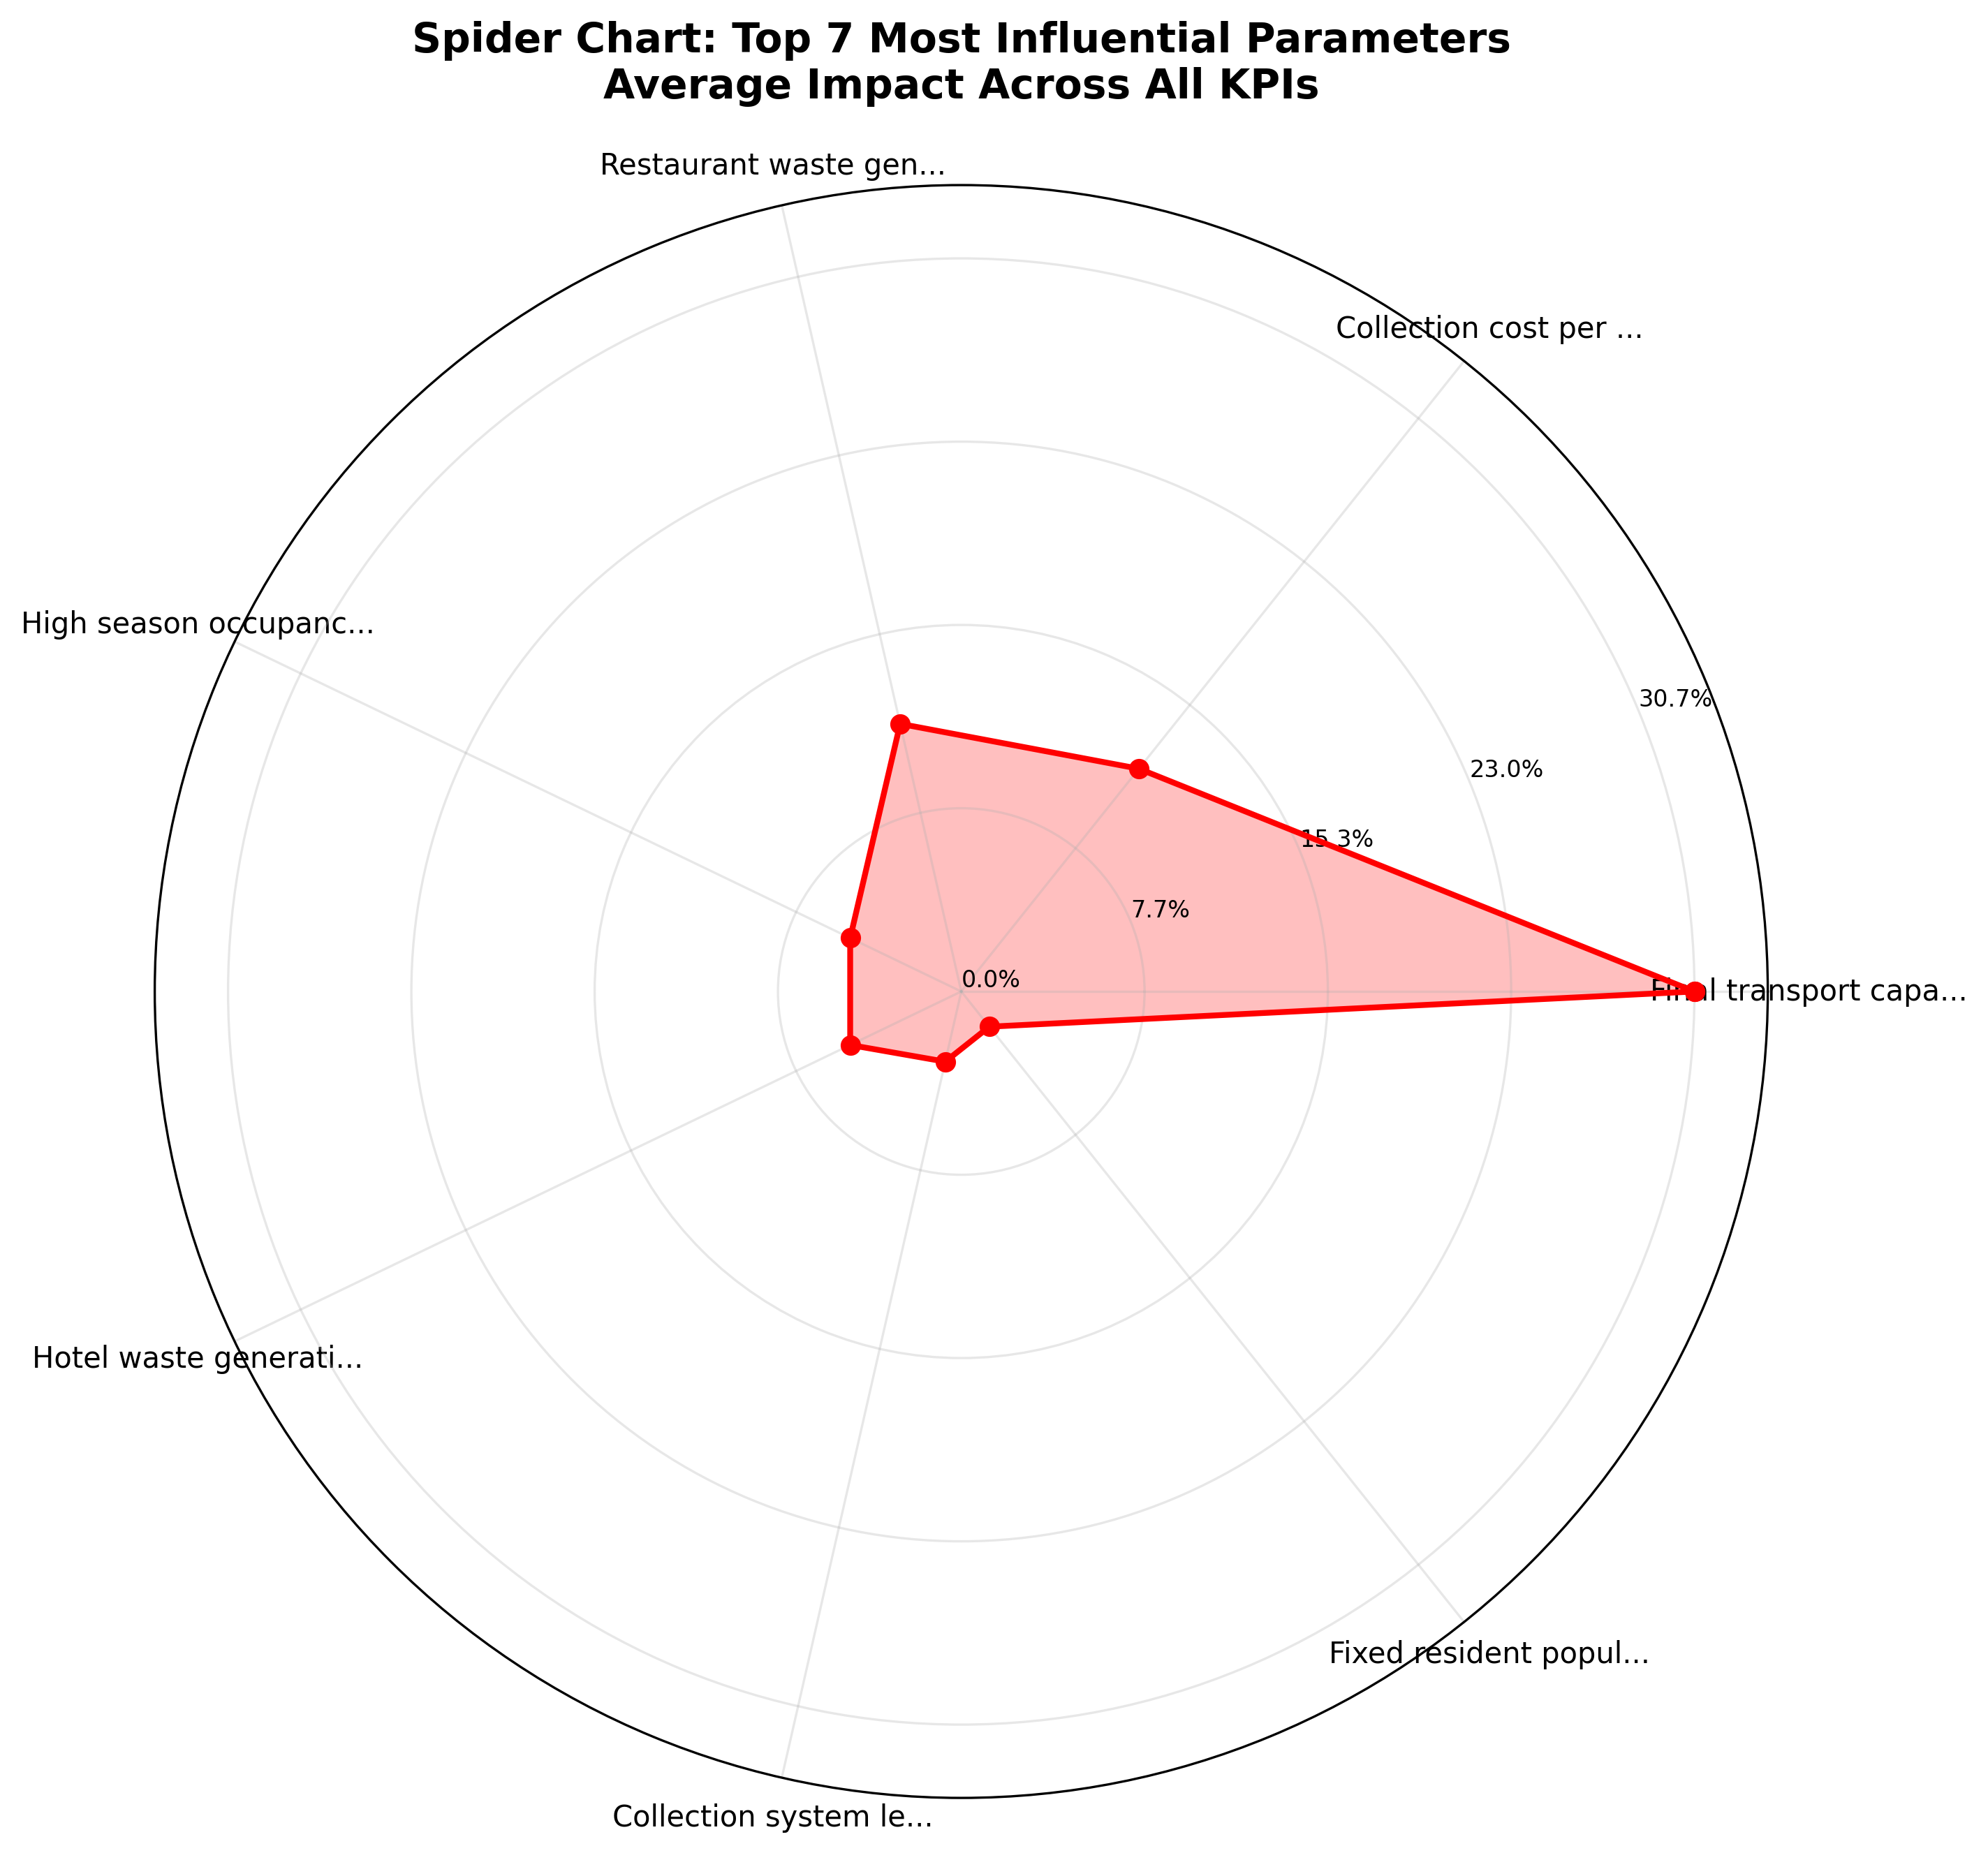 Spider Chart: Top 7 Most Influential Parameters
Average Impact Across All KPIs
Restaurant waste gen...
Collection cost per ...
High season occupanc...
30.7%
23.0%
15.3%
7.7%
0.0%
Final transport capa...
Hotel waste generati...
Fixed resident popul...
Collection system le...